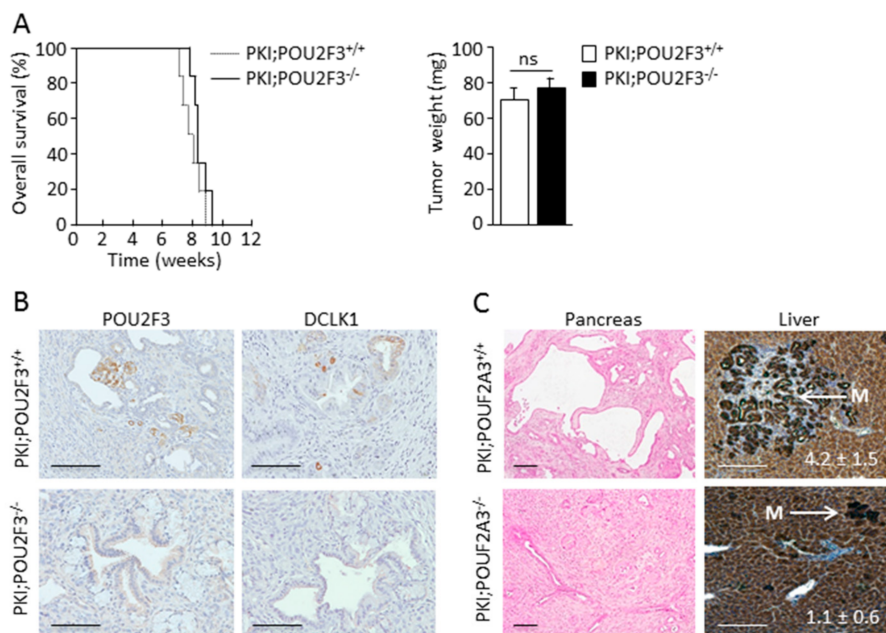 A
Overall survival (%)
100
80
60
40
20
0
0 2 4 6 8 10 12
Time (weeks)
PKI;POU2F3+/+
PKI;POU2F3-/-
Tumor weight (mg)
100
80
60
40
20
0
ns
PKI;POU2F3+/+
PKI;POU2F3-/-
B
POU2F3 DCLK1
PKI;POU2F3+/+
PKI;POU2F3-/-
C
Pancreas Liver
PKI;POUF2A3+/+
M
4.2 ± 1.5
PKI;POUF2A3-/-
M
1.1 ± 0.6